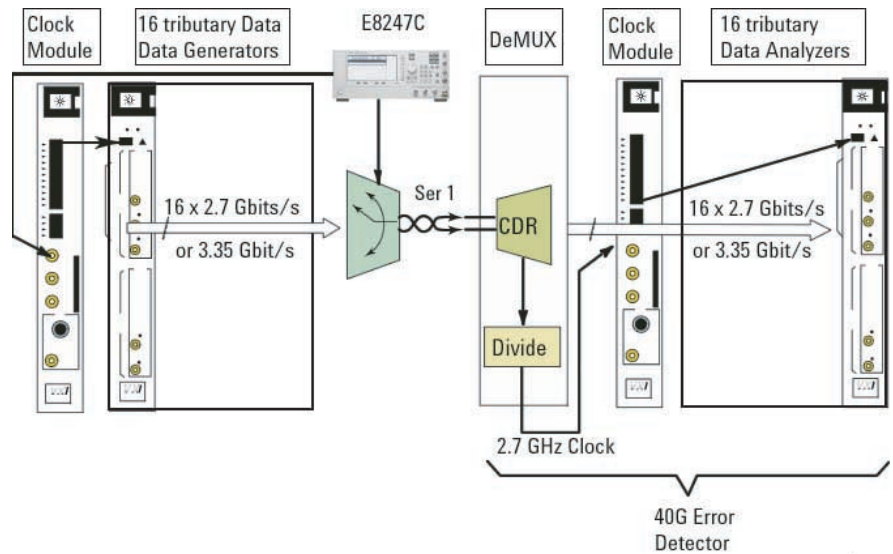 Clock
Module
16 tributary Data
Data Generators
E8247C
DeMUX
Clock
Module
16 tributary
Data Analyzers
16 x 2.7 Gbits/s
or 3.35 Gbit/s
Ser 1
CDR
16 x 2.7 Gbits/s
or 3.35 Gbit/s
Divide
2.7 GHz Clock
40G Error
Detector